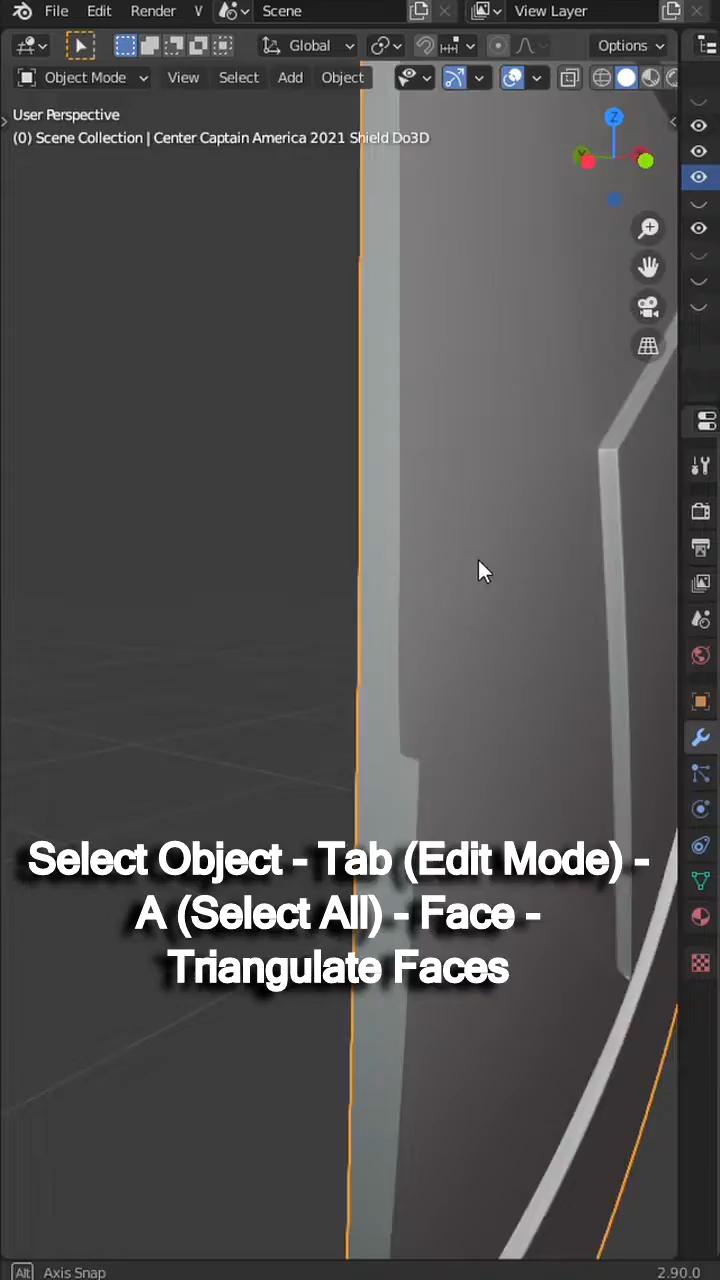 File Edit Render V Scene View Layer
Global Options
Object Mode View Select Add Object
User Perspective
(0) Scene Collection | Center Captain America 2021 Shield Do3D
Z
Y
Select Object - Tab (Edit Mode) -
A (Select All) - Face -
Triangulate Faces
Alt Axis Snap 2.90.0